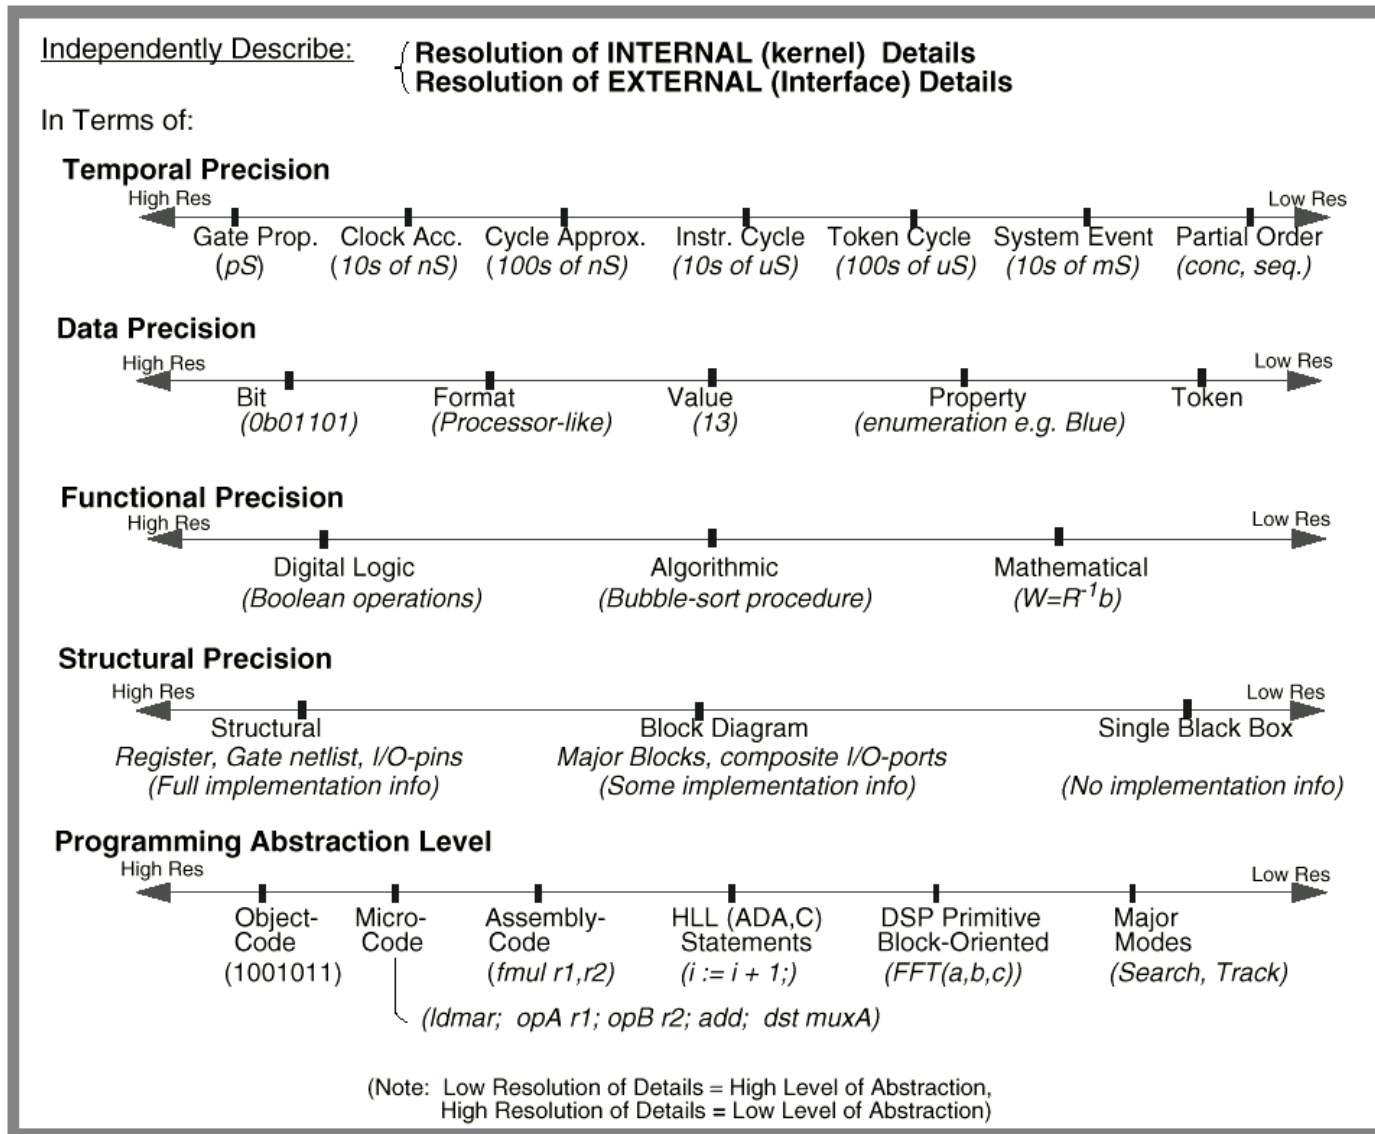 Independently Describe: Resolution of INTERNAL (kernel) Details
Resolution of EXTERNAL (Interface) Details
In Terms of:
Temporal Precision
High Res Low Res
Gate Prop. Clock Acc. Cycle Approx. Instr. Cycle Token Cycle System Event Partial Order
(pS) (10s of nS) (100s of nS) (10s of uS) (100s of uS) (10s of mS) (conc, seq.)
Data Precision
High Res Low Res
Bit Format Value Property Token
(0b01101) (Processor-like) (13) (enumeration e.g. Blue)
Functional Precision
High Res Low Res
Digital Logic Algorithmic Mathematical
(Boolean operations) (Bubble-sort procedure) (W=R⁻¹b)
Structural Precision
High Res Low Res
Structural Block Diagram Single Black Box
Register, Gate netlist, I/O-pins Major Blocks, composite I/O-ports
(Full implementation info) (Some implementation info) (No implementation info)
Programming Abstraction Level
High Res Low Res
Object- Micro- Assembly- HLL (ADA,C) DSP Primitive Major
Code Code Code Statements Block-Oriented Modes
(1001011) (fmul r1,r2) (i := i + 1;) (FFT(a,b,c)) (Search, Track)
(ldmar; opA r1; opB r2; add; dst muxA)
(Note: Low Resolution of Details = High Level of Abstraction,
High Resolution of Details = Low Level of Abstraction)